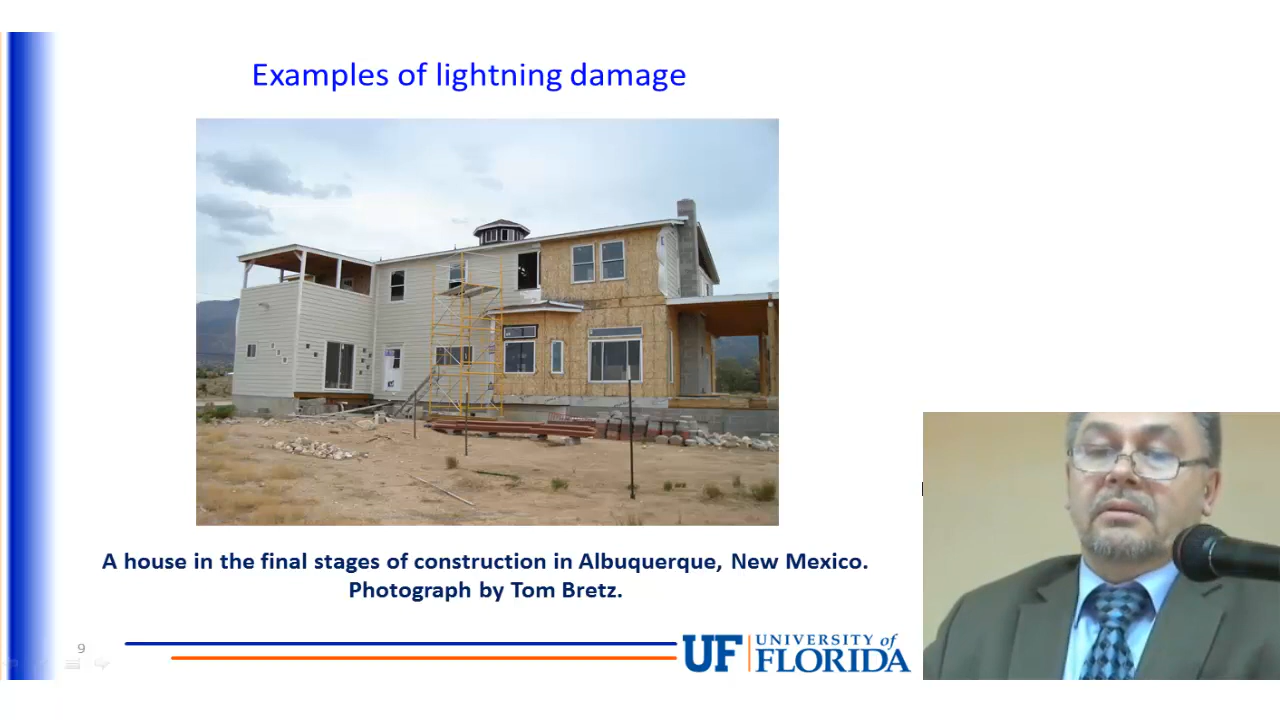 Examples of lightning damage
A house in the final stages of construction in Albuquerque, New Mexico.
Photograph by Tom Bretz.
9
UF UNIVERSITY of
FLORIDA